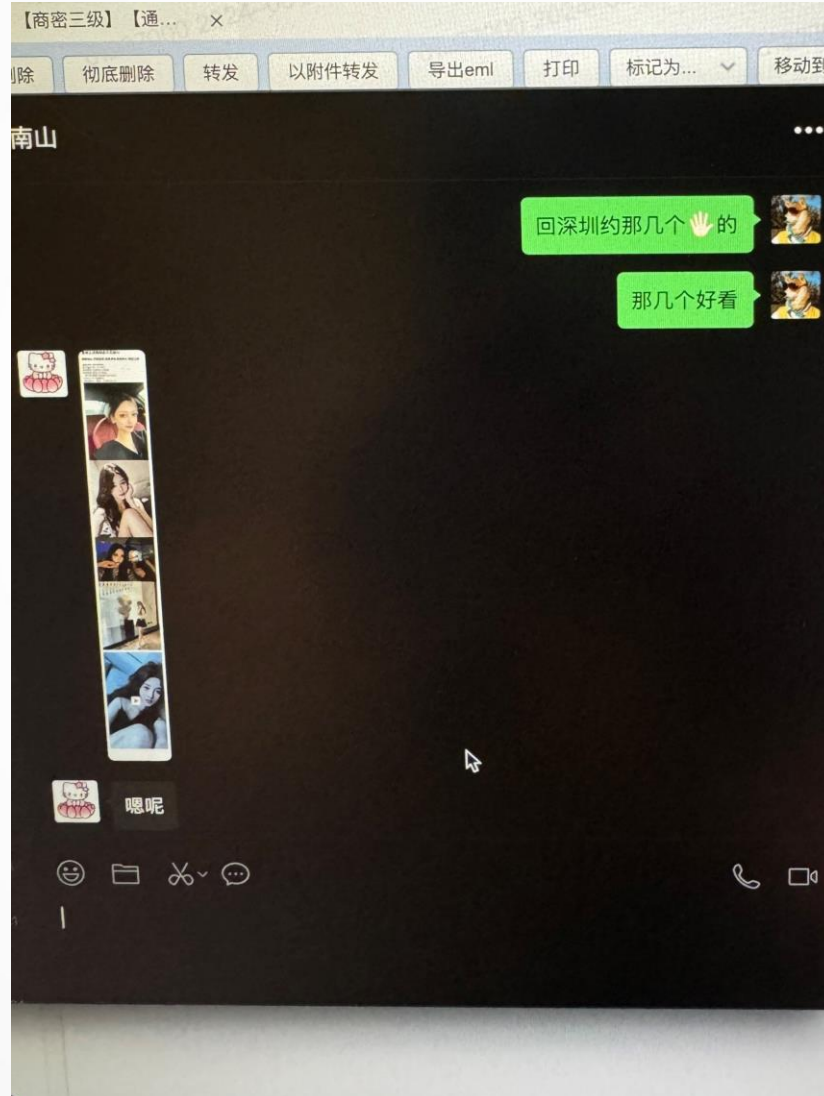 【商密三级】【通...
彻底删除
转发
以附件转发
导出eml
打印
标记为...
移动到
南山
回深圳约那几个🖐🏻的
那几个好看
嗯呢